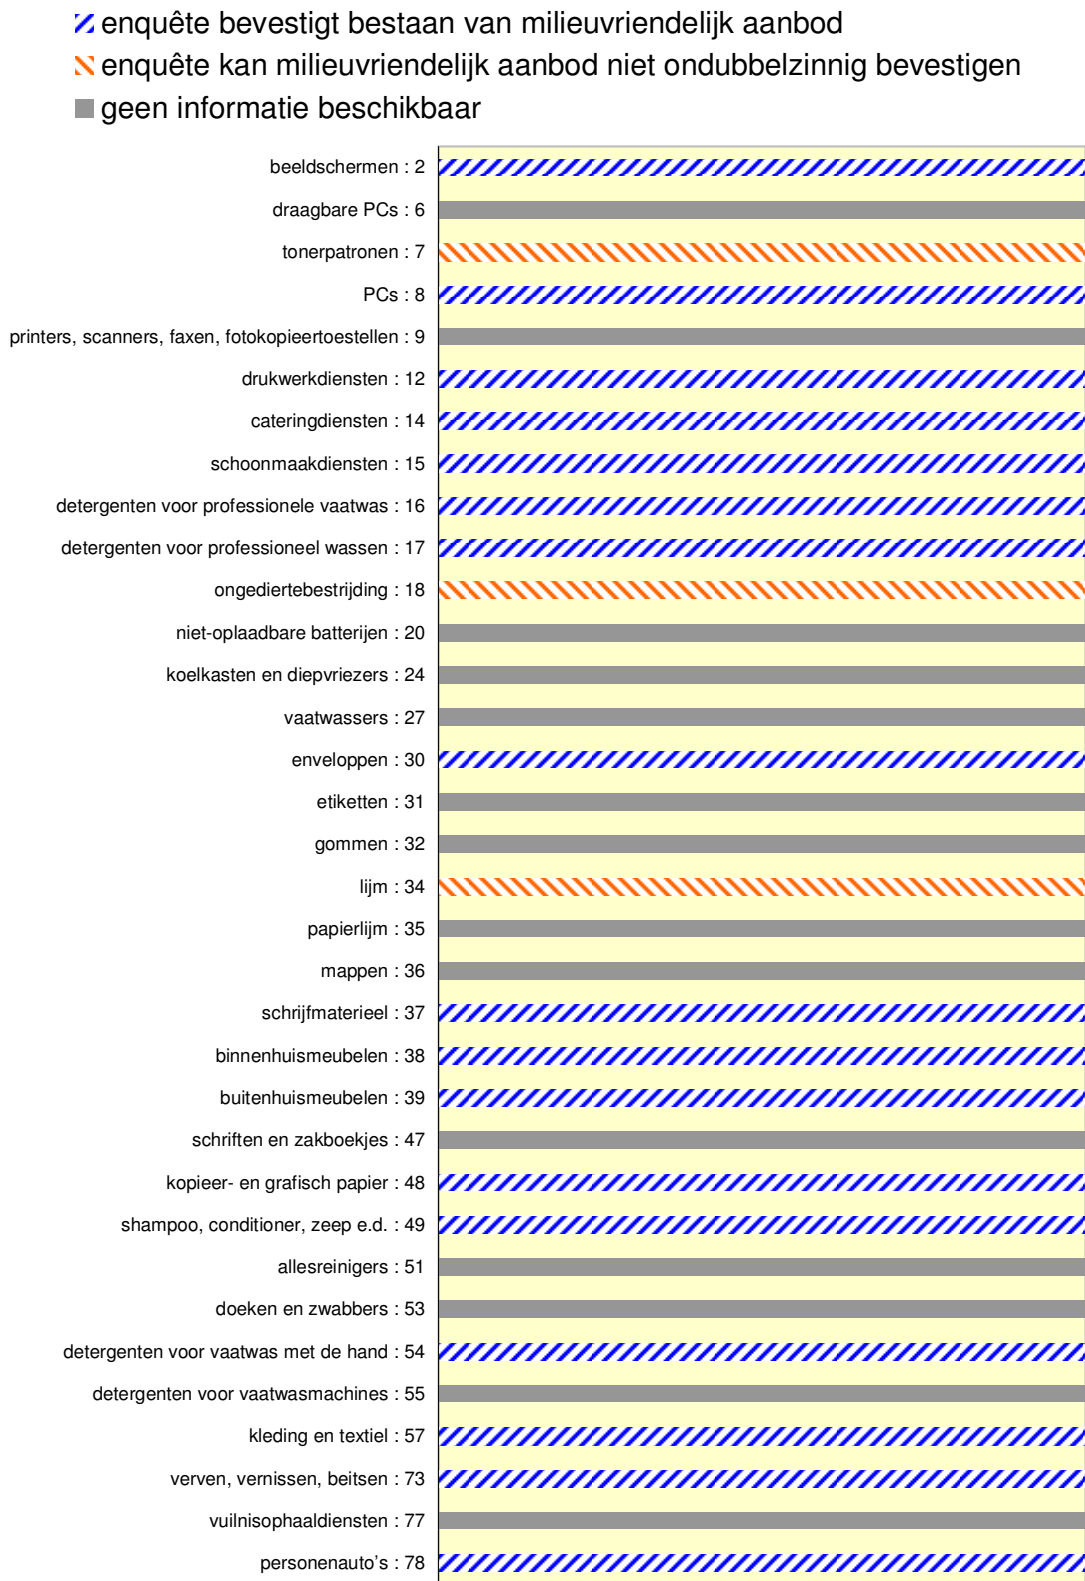 enquête bevestigt bestaan van milieuvriendelijk aanbod
enquête kan milieuvriendelijk aanbod niet ondubbelzinnig bevestigen
geen informatie beschikbaar
beeldschermen : 2
draagbare PCs : 6
tonerpatronen : 7
PCs : 8
printers, scanners, faxen, fotokopieertoestellen : 9
drukwerkdiensten : 12
cateringdiensten : 14
schoonmaakdiensten : 15
detergenten voor professionele vaatwas : 16
detergenten voor professioneel wassen : 17
ongediertebestrijding : 18
niet-oplaadbare batterijen : 20
koelkasten en diepvriezers : 24
vaatwassers : 27
enveloppen : 30
etiketten : 31
gommen : 32
lijm : 34
papierlijm : 35
mappen : 36
schrijfmaterieel : 37
binnenhuismeubelen : 38
buitenhuismeubelen : 39
schriften en zakboekjes : 47
kopieer- en grafisch papier : 48
shampoo, conditioner, zeep e.d. : 49
allesreinigers : 51
doeken en zwabbers : 53
detergenten voor vaatwas met de hand : 54
detergenten voor vaatwasmachines : 55
kleding en textiel : 57
verven, vernissen, beitsen : 73
vuilnisophaaldiensten : 77
personenauto's : 78